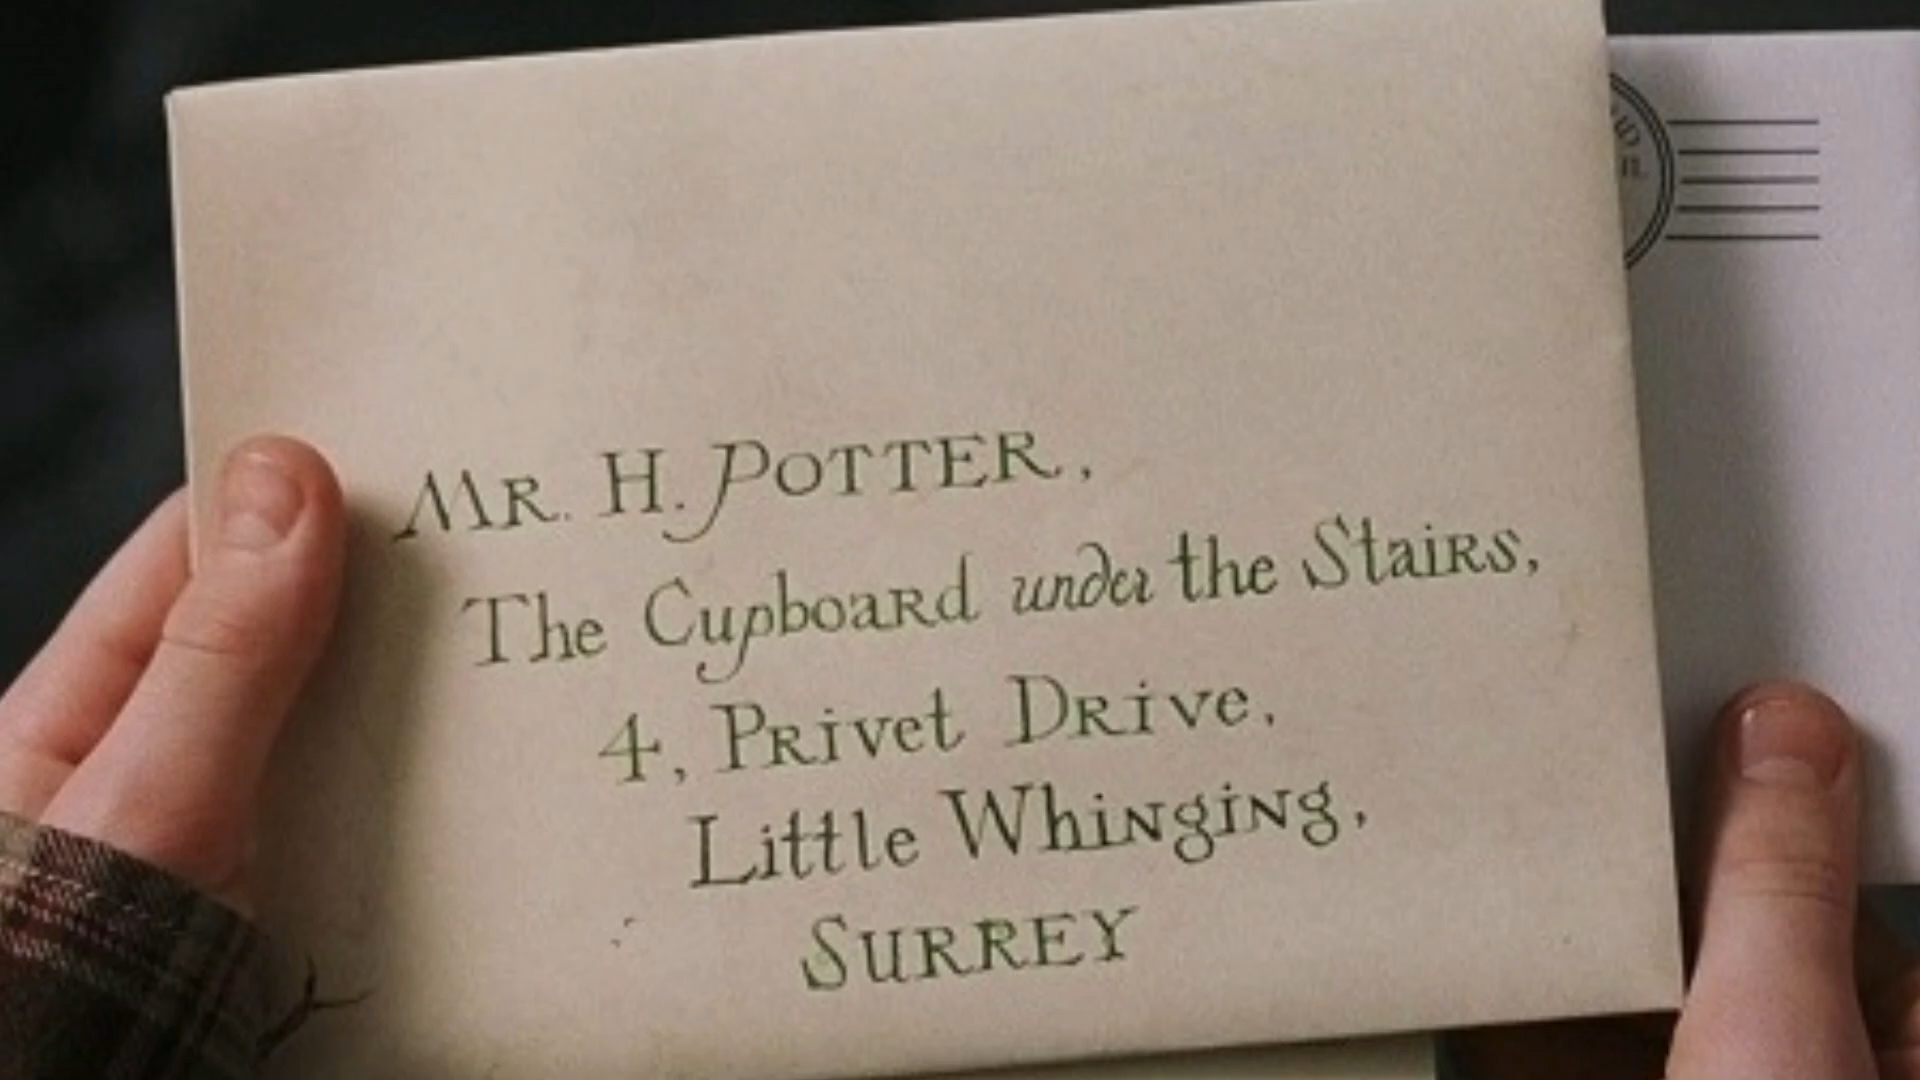 Mr. H. Potter,
The Cupboard under the Stairs,
4, Privet Drive,
Little Whinging,
SURREY